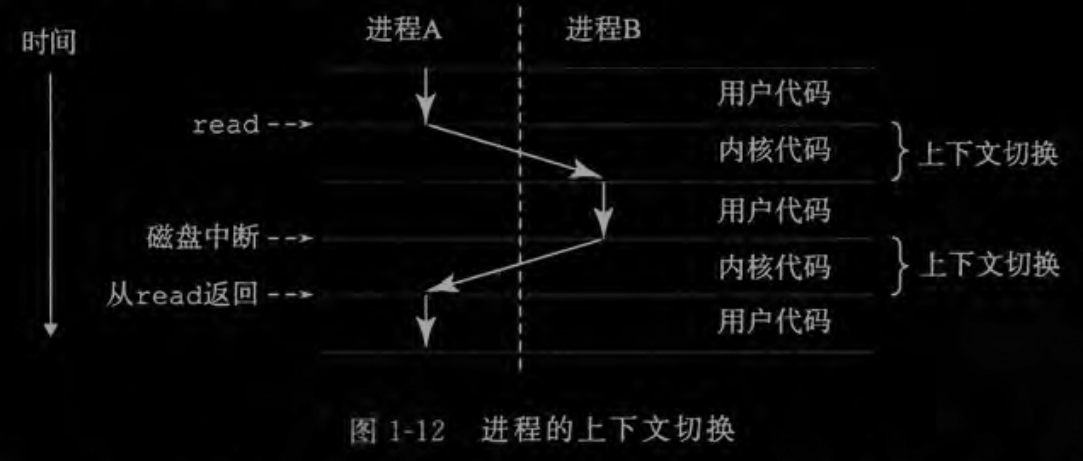 进程A
进程B
时间
用户代码
read
内核代码
上下文切换
用户代码
磁盘中断
内核代码
上下文切换
从read返回
用户代码
图 1-12 进程的上下文切换